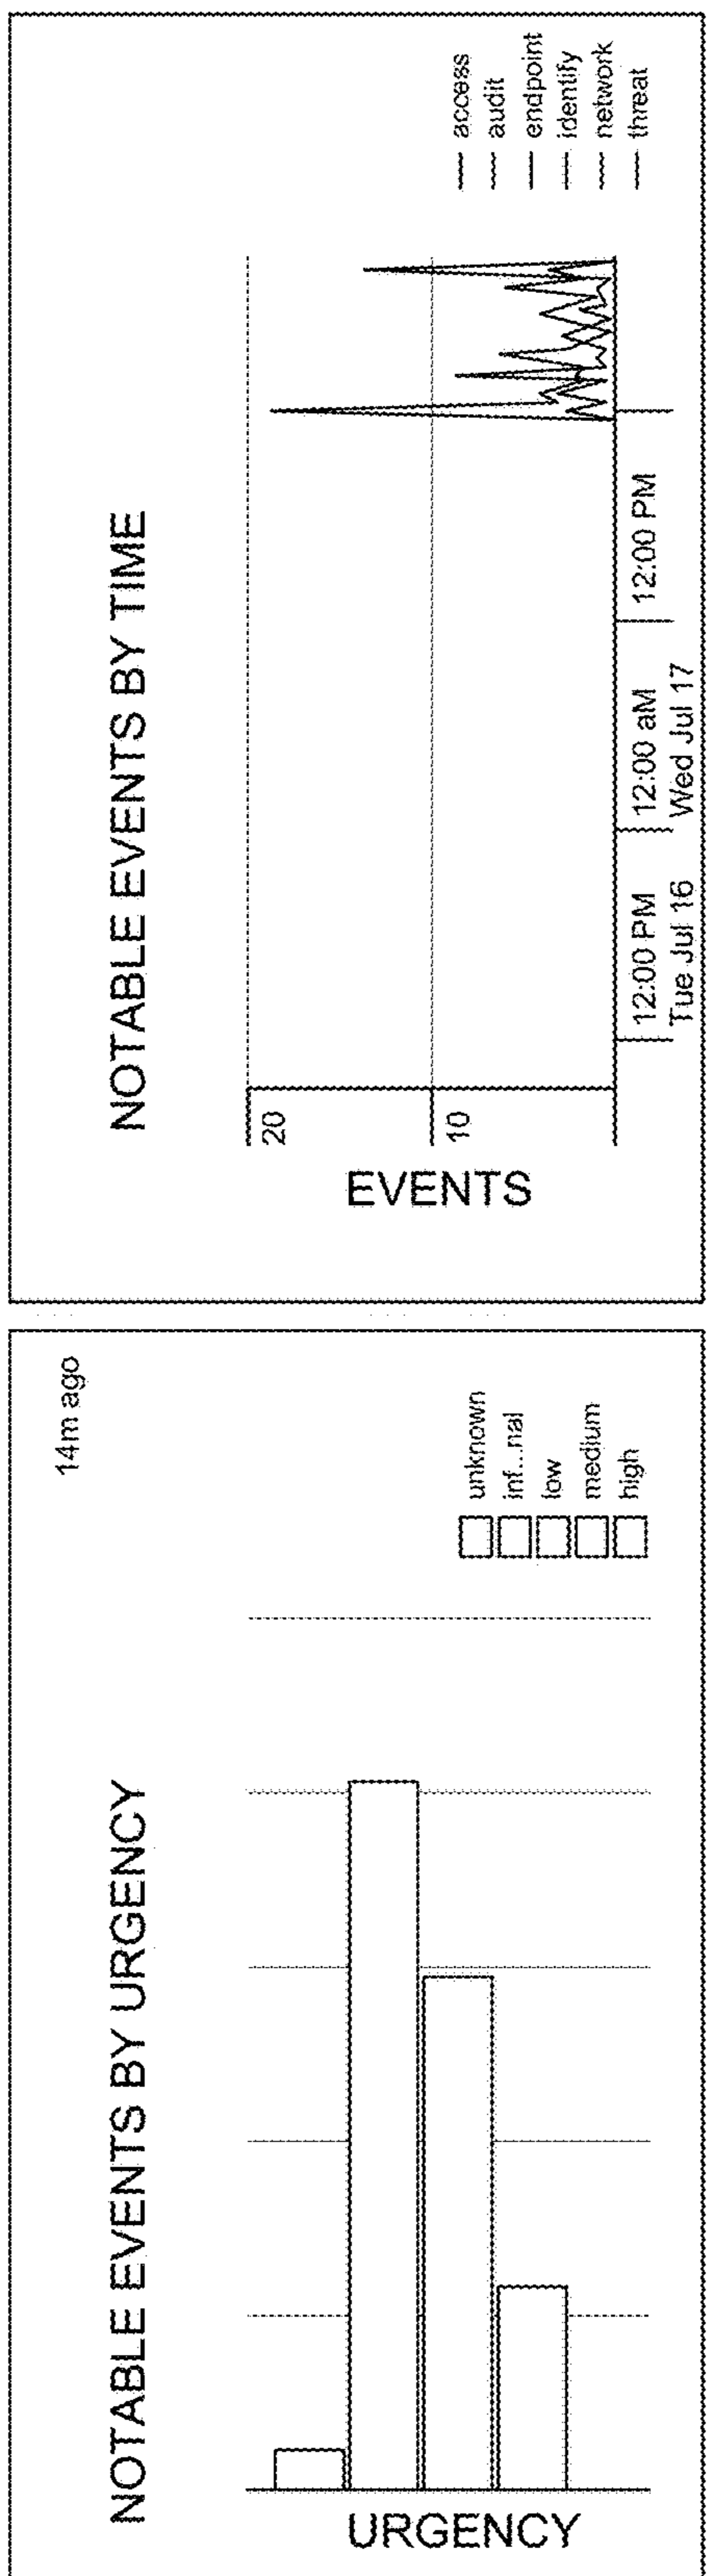 NOTABLE EVENTS BY URGENCY
14m ago
URGENCY
unknown
inf...nal
low
medium
high
NOTABLE EVENTS BY TIME
EVENTS
20
10
12:00 PM
Tue Jul 16
12:00 aM
Wed Jul 17
12:00 PM
access
audit
endpoint
identify
network
threat